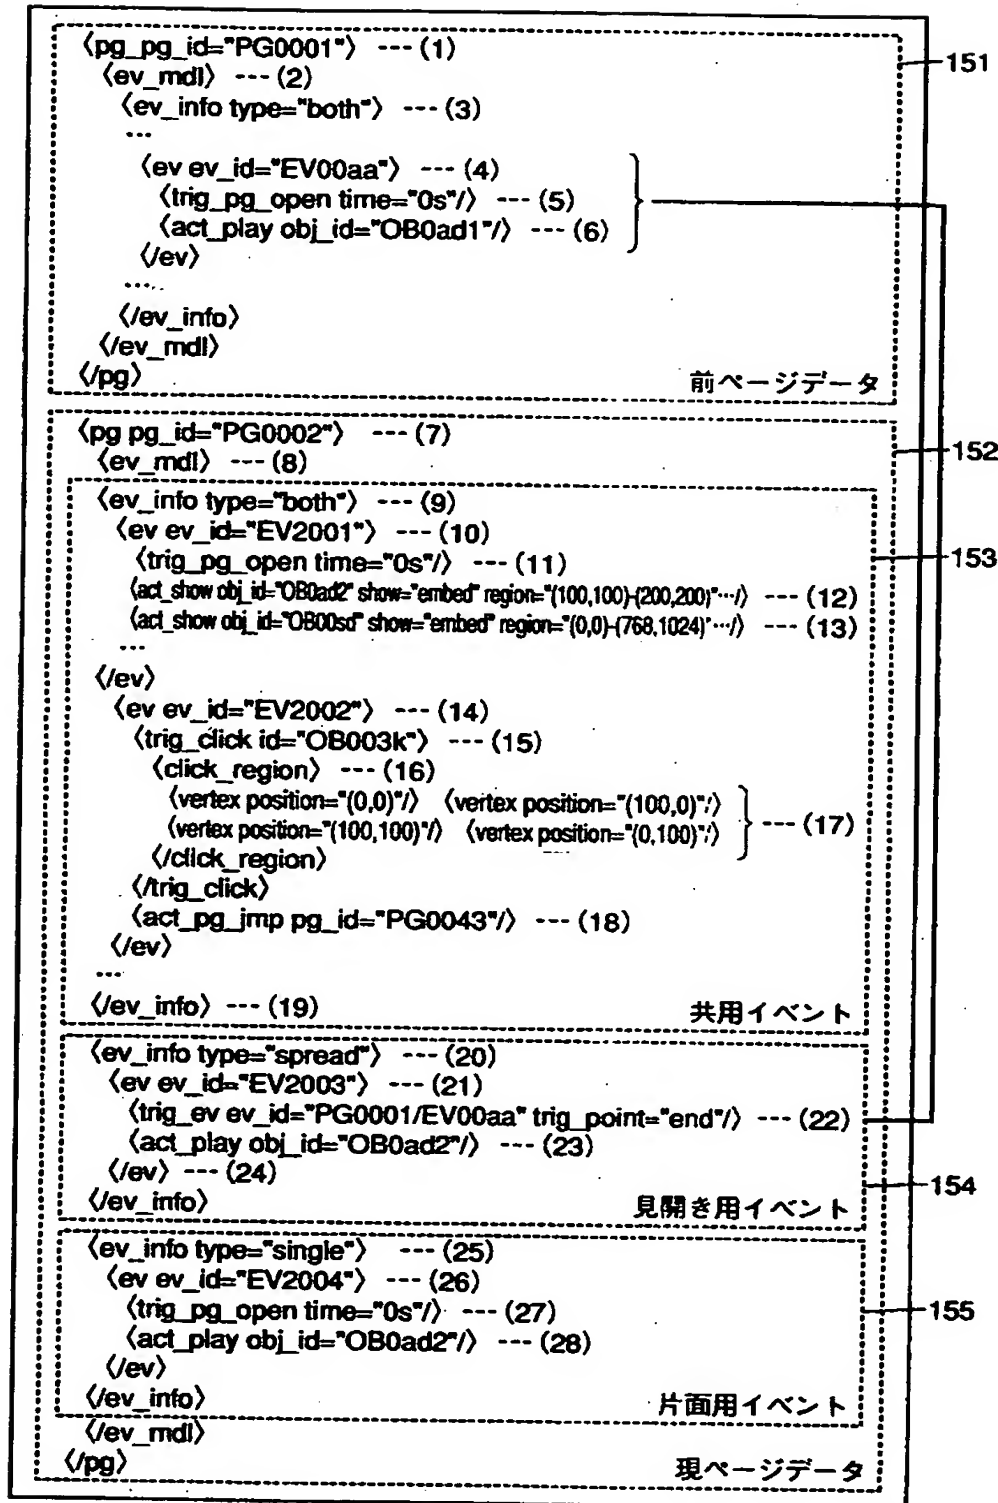 〈pg_pg_id="PG0001"〉 --- (1)
〈ev_mdl〉 --- (2)
〈ev_info type="both"〉 --- (3)
...
〈ev ev_id="EV00aa"〉 --- (4)
〈trig_pg_open time="0s"/〉 --- (5)
〈act_play obj_id="OB0ad1"/〉 --- (6)
〈/ev〉
.....
〈/ev_info〉
〈/ev_mdl〉
〈/pg〉
前ページデータ
151
〈pg pg_id="PG0002"〉 --- (7)
〈ev_mdl〉 --- (8)
152
〈ev_info type="both"〉 --- (9)
〈ev ev_id="EV2001"〉 --- (10)
〈trig_pg_open time="0s"/〉 --- (11)
153
〈act_show obj_id="OB0ad2" show="embed" region="(100,100)-(200,200)"…/〉 --- (12)
〈act_show obj_id="OB00sd" show="embed" region="(0,0)-(768,1024)"…/〉 --- (13)
...
〈/ev〉
〈ev ev_id="EV2002"〉 --- (14)
〈trig_click id="OB003k"〉 --- (15)
〈click_region〉 --- (16)
〈vertex position="(0,0)"/〉 〈vertex position="(100,0)"/〉
〈vertex position="(100,100)"/〉 〈vertex position="(0,100)"/〉 --- (17)
〈/click_region〉
〈/trig_click〉
〈act_pg_jmp pg_id="PG0043"/〉 --- (18)
〈/ev〉
...
〈/ev_info〉 --- (19)
共用イベント
〈ev_info type="spread"〉 --- (20)
〈ev ev_id="EV2003"〉 --- (21)
〈trig_ev ev_id="PG0001/EV00aa" trig_point="end"/〉 --- (22)
〈act_play obj_id="OB0ad2"/〉 --- (23)
〈/ev〉 --- (24)
〈/ev_info〉
見開き用イベント
154
〈ev_info type="single"〉 --- (25)
〈ev ev_id="EV2004"〉 --- (26)
〈trig_pg_open time="0s"/〉 --- (27)
155
〈act_play obj_id="OB0ad2"/〉 --- (28)
〈/ev〉
〈/ev_info〉
片面用イベント
〈/ev_mdl〉
〈/pg〉
現ページデータ